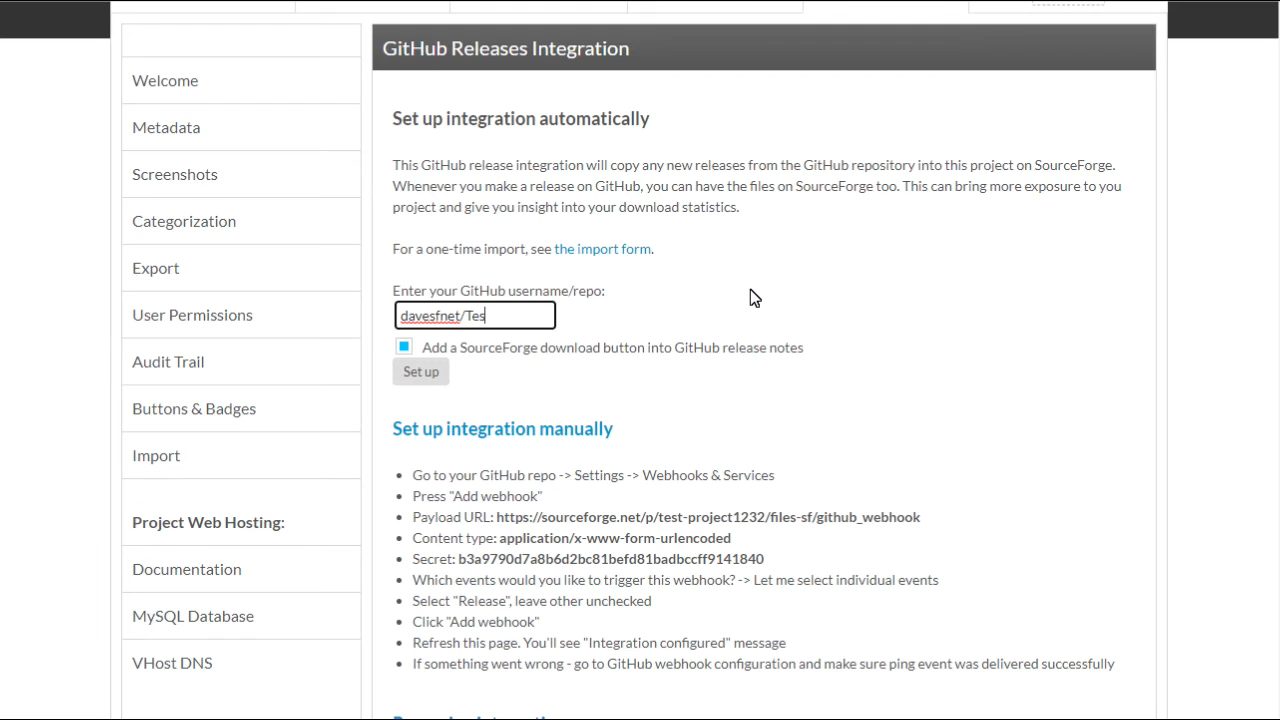 Welcome
Metadata
Screenshots
Categorization
Export
User Permissions
Audit Trail
Buttons & Badges
Import
Project Web Hosting:
Documentation
MySQL Database
VHost DNS
GitHub Releases Integration
Set up integration automatically
This GitHub release integration will copy any new releases from the GitHub repository into this project on SourceForge.
Whenever you make a release on GitHub, you can have the files on SourceForge too. This can bring more exposure to you
project and give you insight into your download statistics.
For a one-time import, see the import form.
Enter your GitHub username/repo:
davesfnet/Tes
Add a SourceForge download button into GitHub release notes
Set up
Set up integration manually
Go to your GitHub repo -> Settings -> Webhooks & Services
Press "Add webhook"
Payload URL: https://sourceforge.net/p/test-project1232/files-sf/github_webhook
Content type: application/x-www-form-urlencoded
Secret: b3a9790d7a8b6d2bc81befd81badbccff9141840
Which events would you like to trigger this webhook? -> Let me select individual events
Select "Release", leave other unchecked
Click "Add webhook"
Refresh this page. You'll see "Integration configured" message
If something went wrong - go to GitHub webhook configuration and make sure ping event was delivered successfully